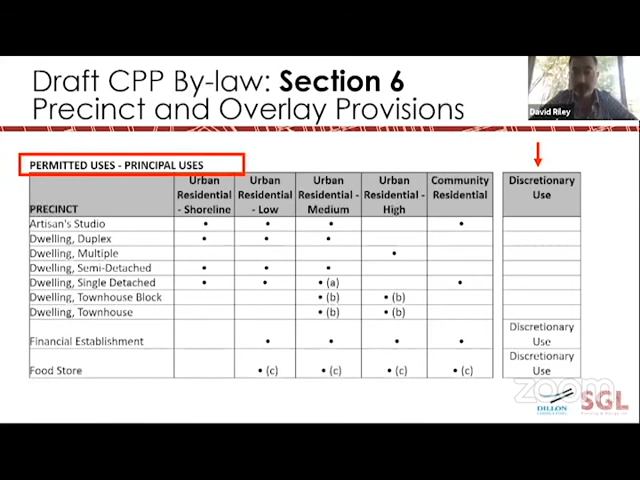 Draft CPP By-law: Section 6
Precinct and Overlay Provisions
David Riley
PERMITTED USES - PRINCIPAL USES
PRECINCT Urban Residential - Shoreline Urban Residential - Low Urban Residential - Medium Urban Residential - High Community Residential Discretionary Use
Artisan's Studio • • • •
Dwelling, Duplex • • •
Dwelling, Multiple •
Dwelling, Semi-Detached • • •
Dwelling, Single Detached • • • (a) •
Dwelling, Townhouse Block • (b) • (b)
Dwelling, Townhouse • (b) • (b)
Financial Establishment • • • • Discretionary Use
Food Store • (c) • (c) • (c) • (c) Discretionary Use
zoom
DILLON
CONSULTING
SGL